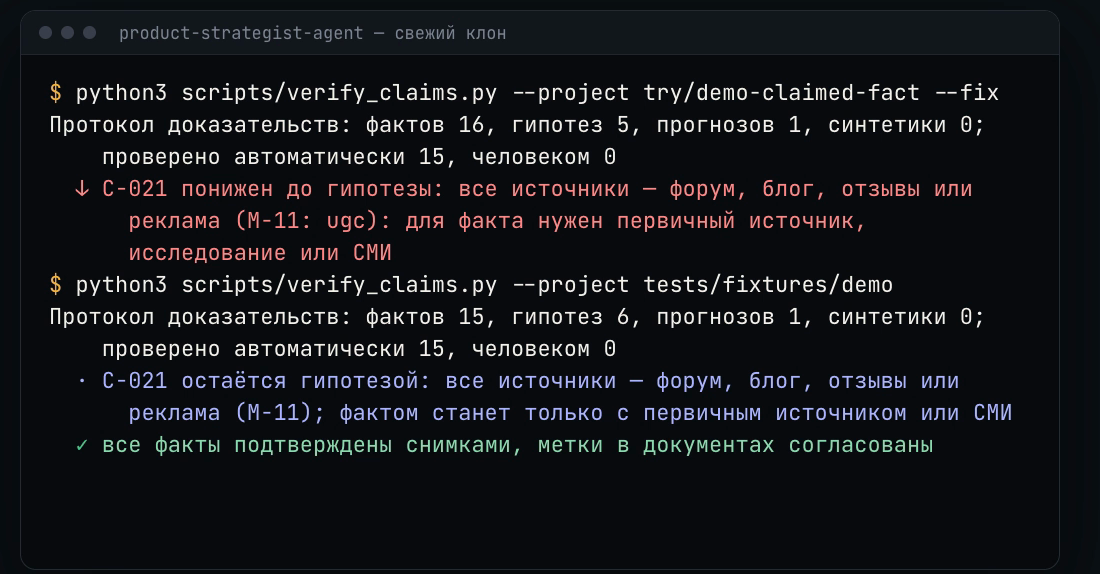 product-strategist-agent — свежий клон
$ python3 scripts/verify_claims.py --project try/demo-claimed-fact --fix
Протокол доказательств: фактов 16, гипотез 5, прогнозов 1, синтетики 0;
проверено автоматически 15, человеком 0
↓ C-021 понижен до гипотезы: все источники — форум, блог, отзывы или
реклама (M-11: ugc): для факта нужен первичный источник,
исследование или СМИ
$ python3 scripts/verify_claims.py --project tests/fixtures/demo
Протокол доказательств: фактов 15, гипотез 6, прогнозов 1, синтетики 0;
проверено автоматически 15, человеком 0
· C-021 остаётся гипотезой: все источники — форум, блог, отзывы или
реклама (M-11); фактом станет только с первичным источником или СМИ
✓ все факты подтверждены снимками, метки в документах согласованы